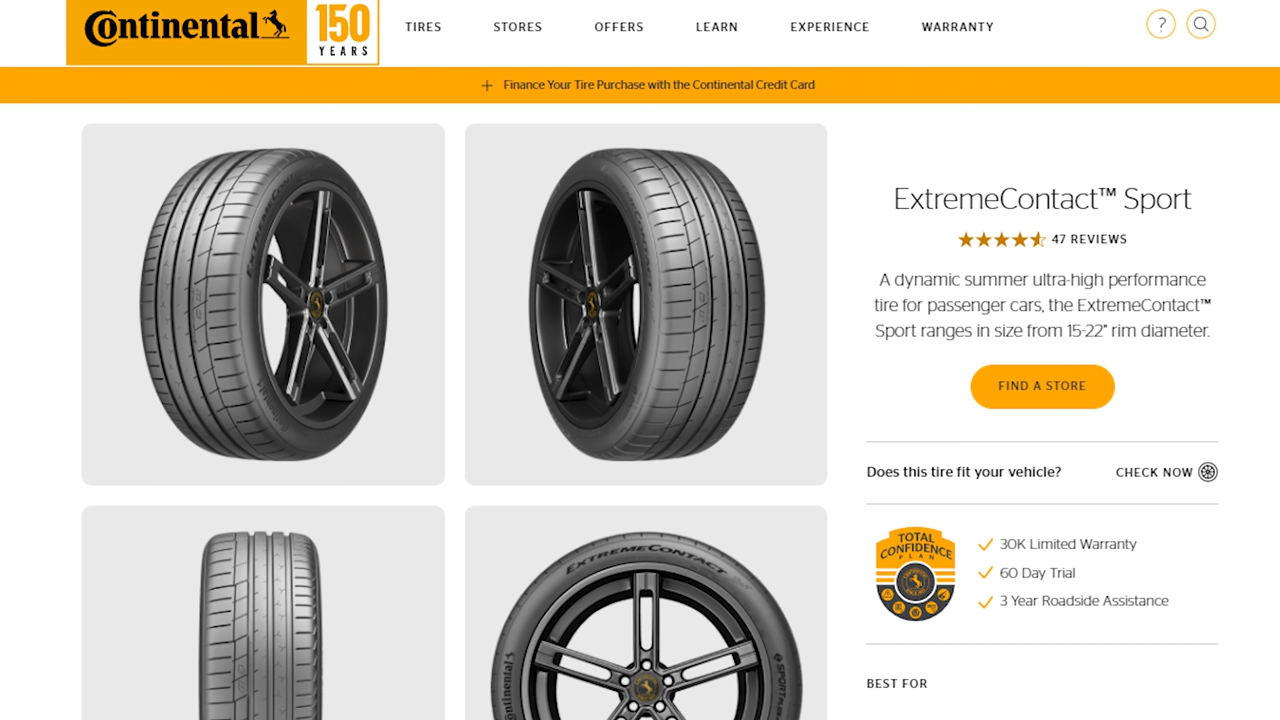 Continental
150
YEARS
TIRES
STORES
OFFERS
LEARN
EXPERIENCE
WARRANTY
?
+ Finance Your Tire Purchase with the Continental Credit Card
ExtremeContact™ Sport
47 REVIEWS
A dynamic summer ultra-high performance
tire for passenger cars, the ExtremeContact™
Sport ranges in size from 15-22" rim diameter.
FIND A STORE
Does this tire fit your vehicle?
CHECK NOW
TOTAL
CONFIDENCE
PLAN
30K Limited Warranty
60 Day Trial
3 Year Roadside Assistance
BEST FOR
EXTREMECONTACT
Continental
SPORT